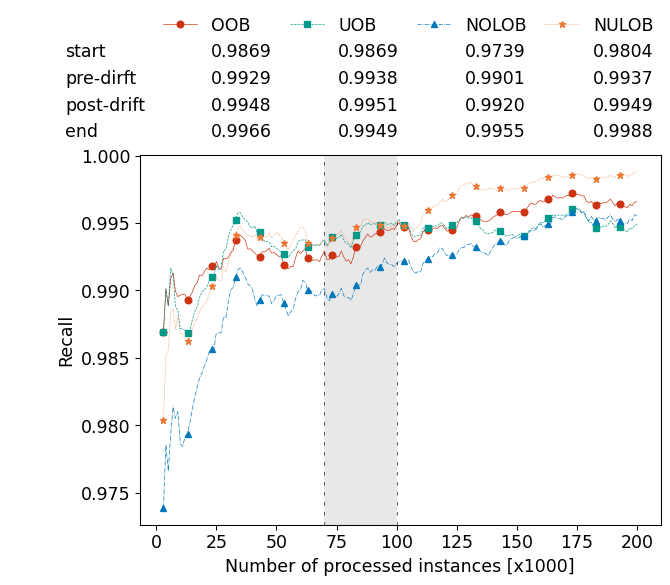 OOB UOB NOLOB NULOB
start 0.9869 0.9869 0.9739 0.9804
pre-dirft 0.9929 0.9938 0.9901 0.9937
post-drift 0.9948 0.9951 0.9920 0.9949
end 0.9966 0.9949 0.9955 0.9988
1.000
0.995
0.990
0.985
0.980
0.975
Recall
0 25 50 75 100 125 150 175 200
Number of processed instances [x1000]